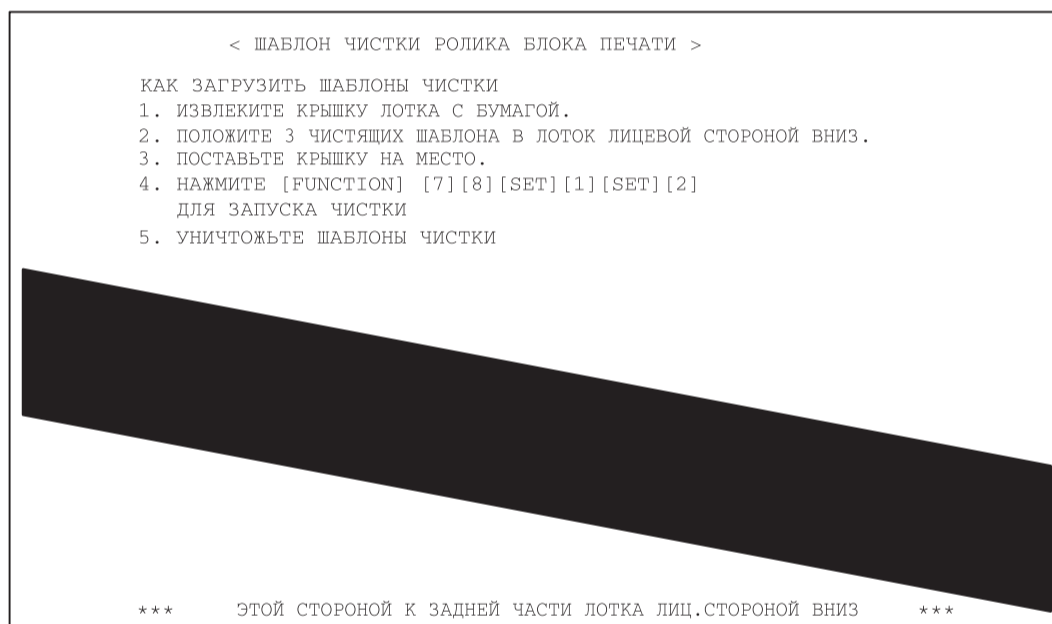 < ШАБЛОН ЧИСТКИ РОЛИКА БЛОКА ПЕЧАТИ >
КАК ЗАГРУЗИТЬ ШАБЛОНЫ ЧИСТКИ
1. ИЗВЛЕКИТЕ КРЫШКУ ЛОТКА С БУМАГОЙ.
2. ПОЛОЖИТЕ 3 ЧИСТЯЩИХ ШАБЛОНА В ЛОТОК ЛИЦЕВОЙ СТОРОНОЙ ВНИЗ.
3. ПОСТАВЬТЕ КРЫШКУ НА МЕСТО.
4. НАЖМИТЕ [FUNCTION] [7][8][SET][1][SET][2]
ДЛЯ ЗАПУСКА ЧИСТКИ
5. УНИЧТОЖЬТЕ ШАБЛОНЫ ЧИСТКИ
*** ЭТОЙ СТОРОНОЙ К ЗАДНЕЙ ЧАСТИ ЛОТКА ЛИЦ.СТОРОНОЙ ВНИЗ ***